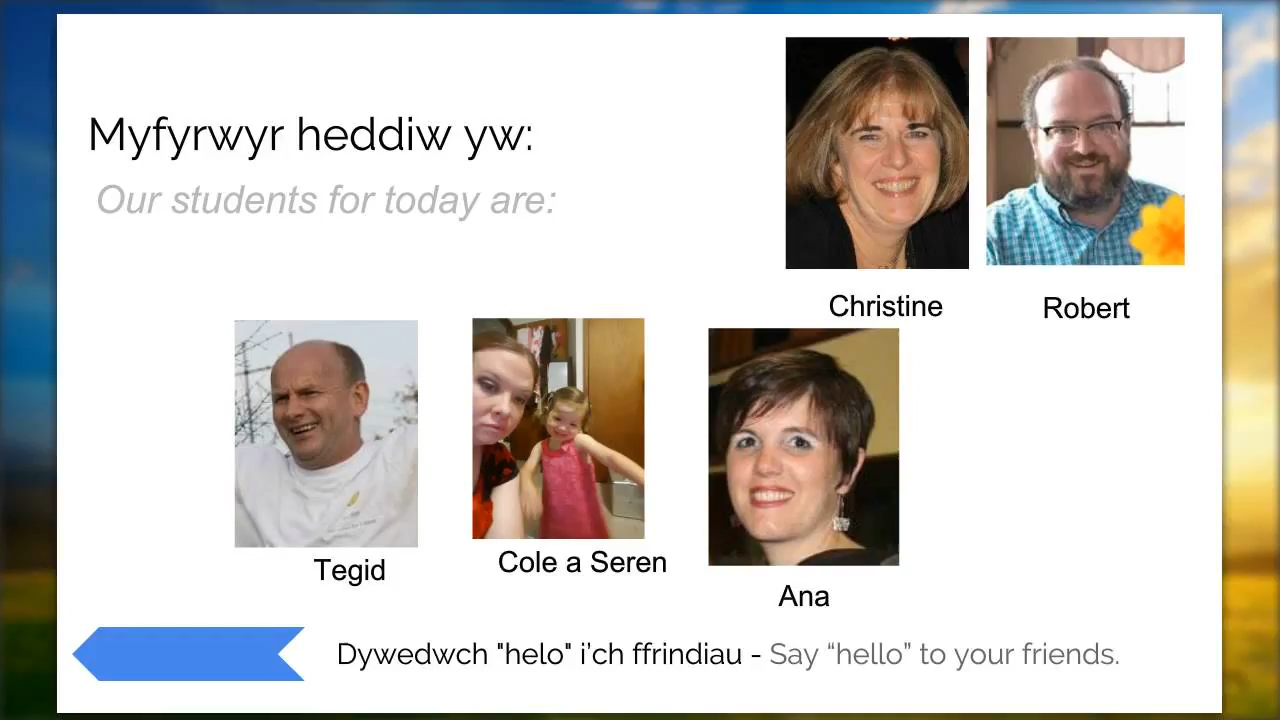 Myfyrwyr heddiw yw:
Our students for today are:
Christine
Robert
Tegid
Cole a Seren
Ana
Dywedwch "helo" i’ch ffrindiau - Say “hello” to your friends.